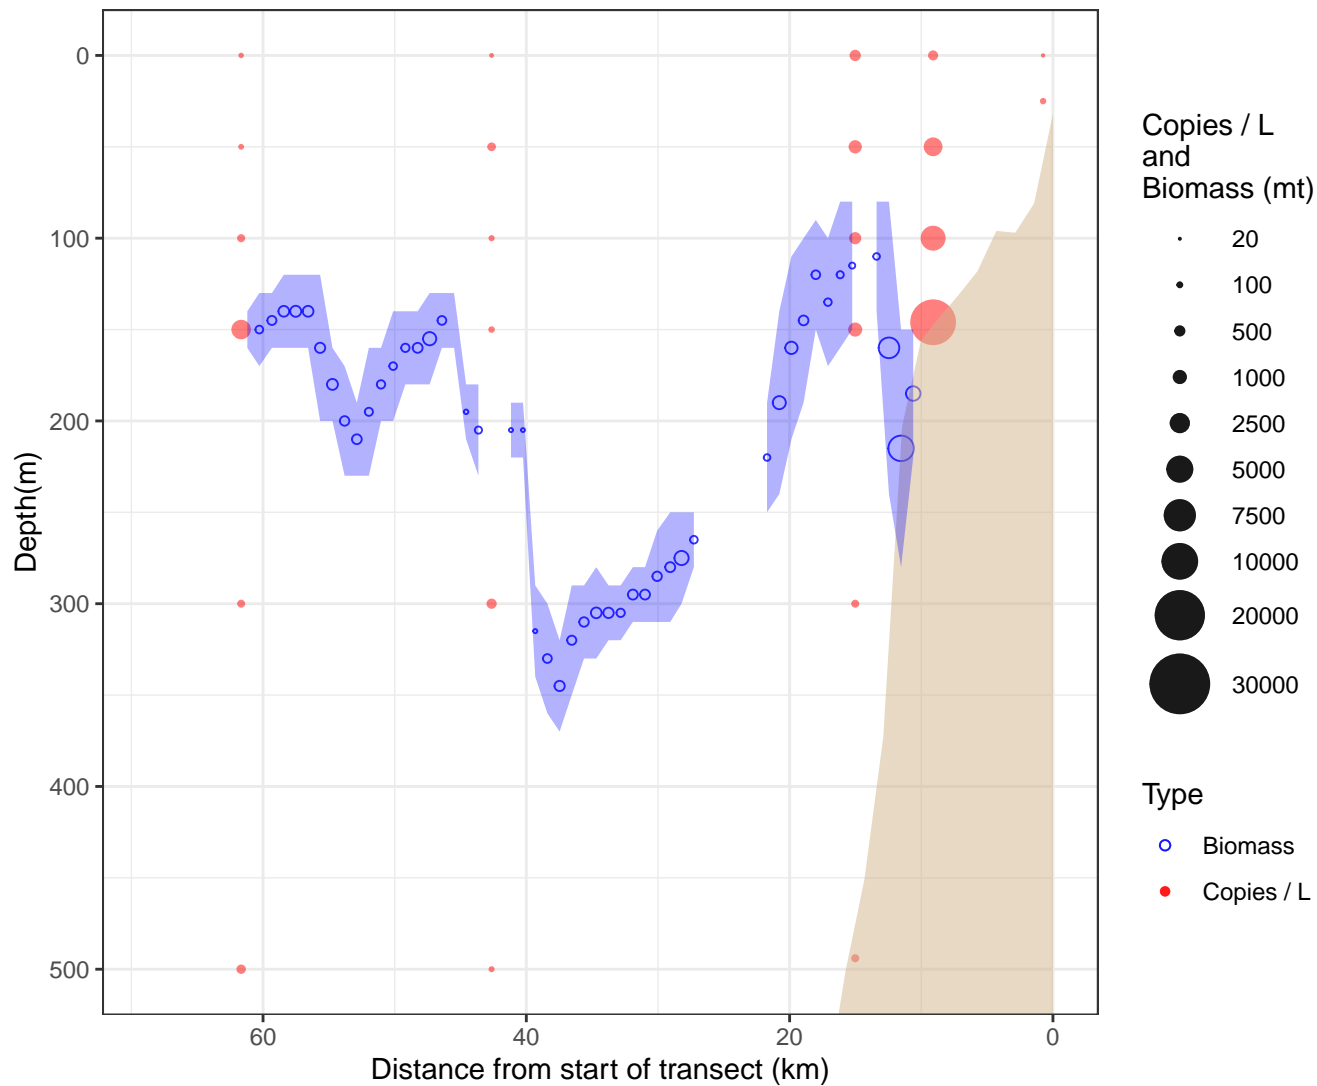 0
100
200
300
400
500
Depth(m)
60
40
20
0
Distance from start of transect (km)
Copies / L
and
Biomass (mt)
20
100
500
1000
2500
5000
7500
10000
20000
30000
Type
Biomass
Copies / L